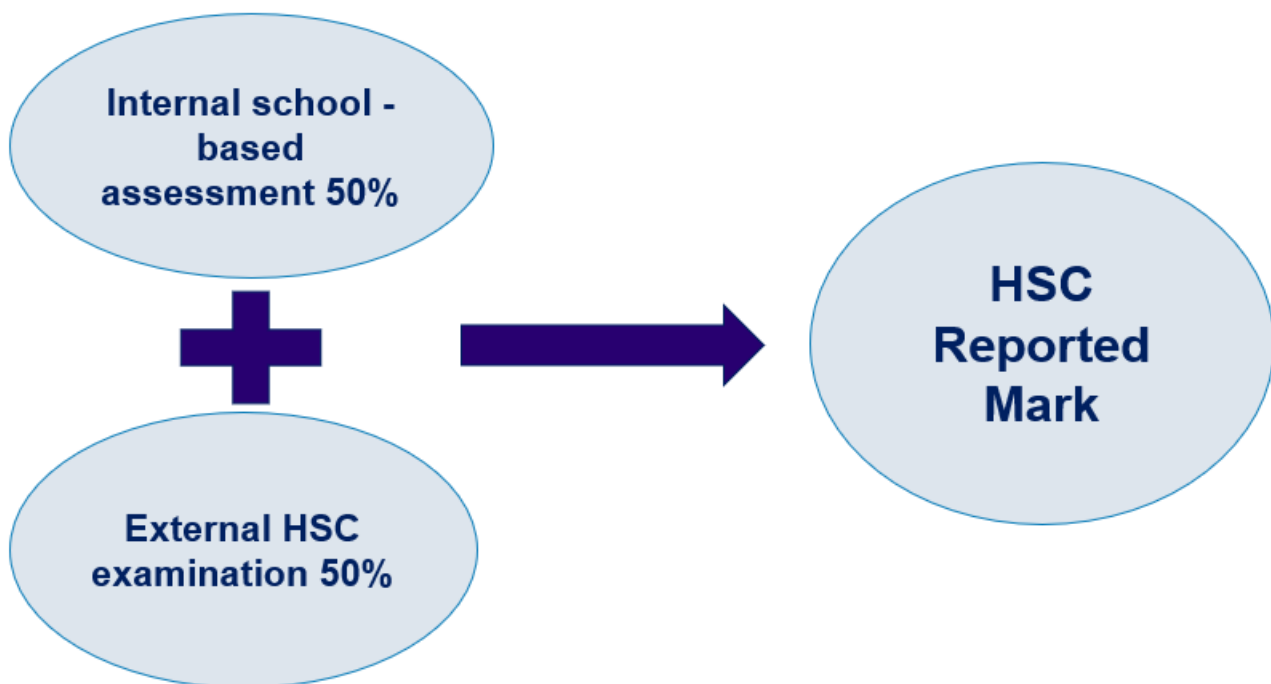 Internal school -
based
assessment 50%
External HSC
examination 50%
HSC
Reported
Mark